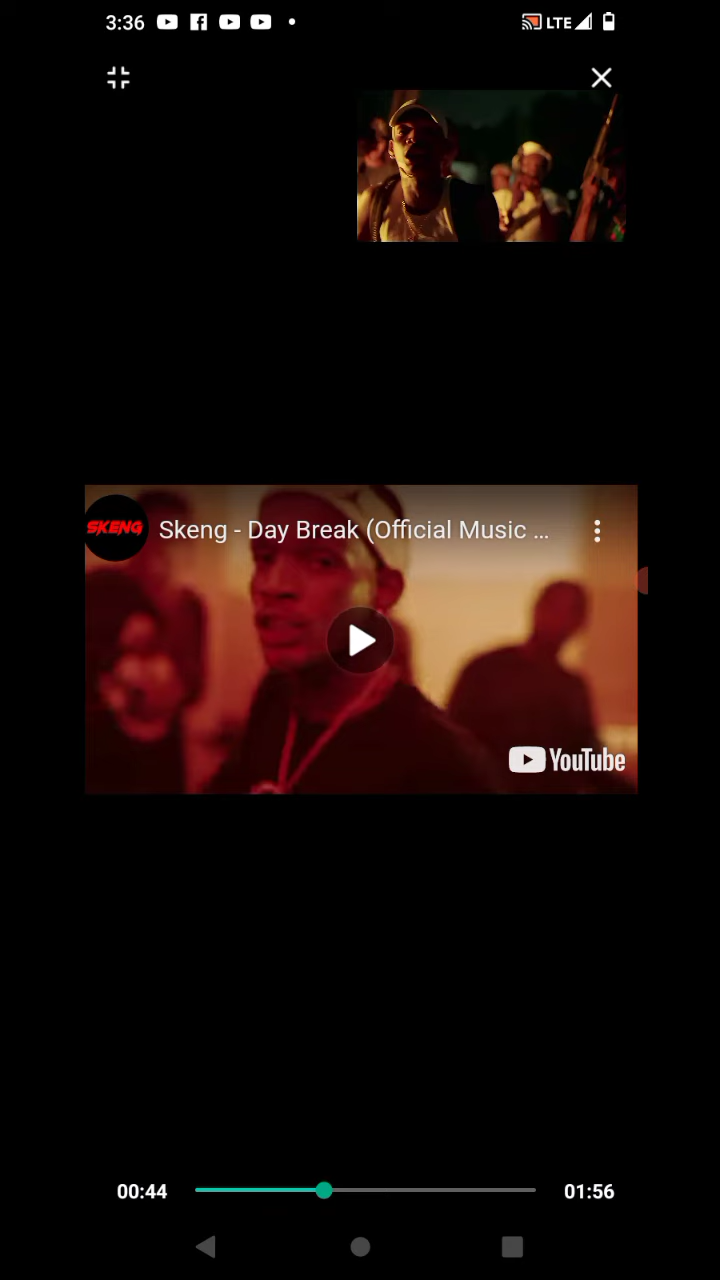 3:36
LTE
SKENG
Skeng - Day Break (Official Music ...
YouTube
00:44
01:56